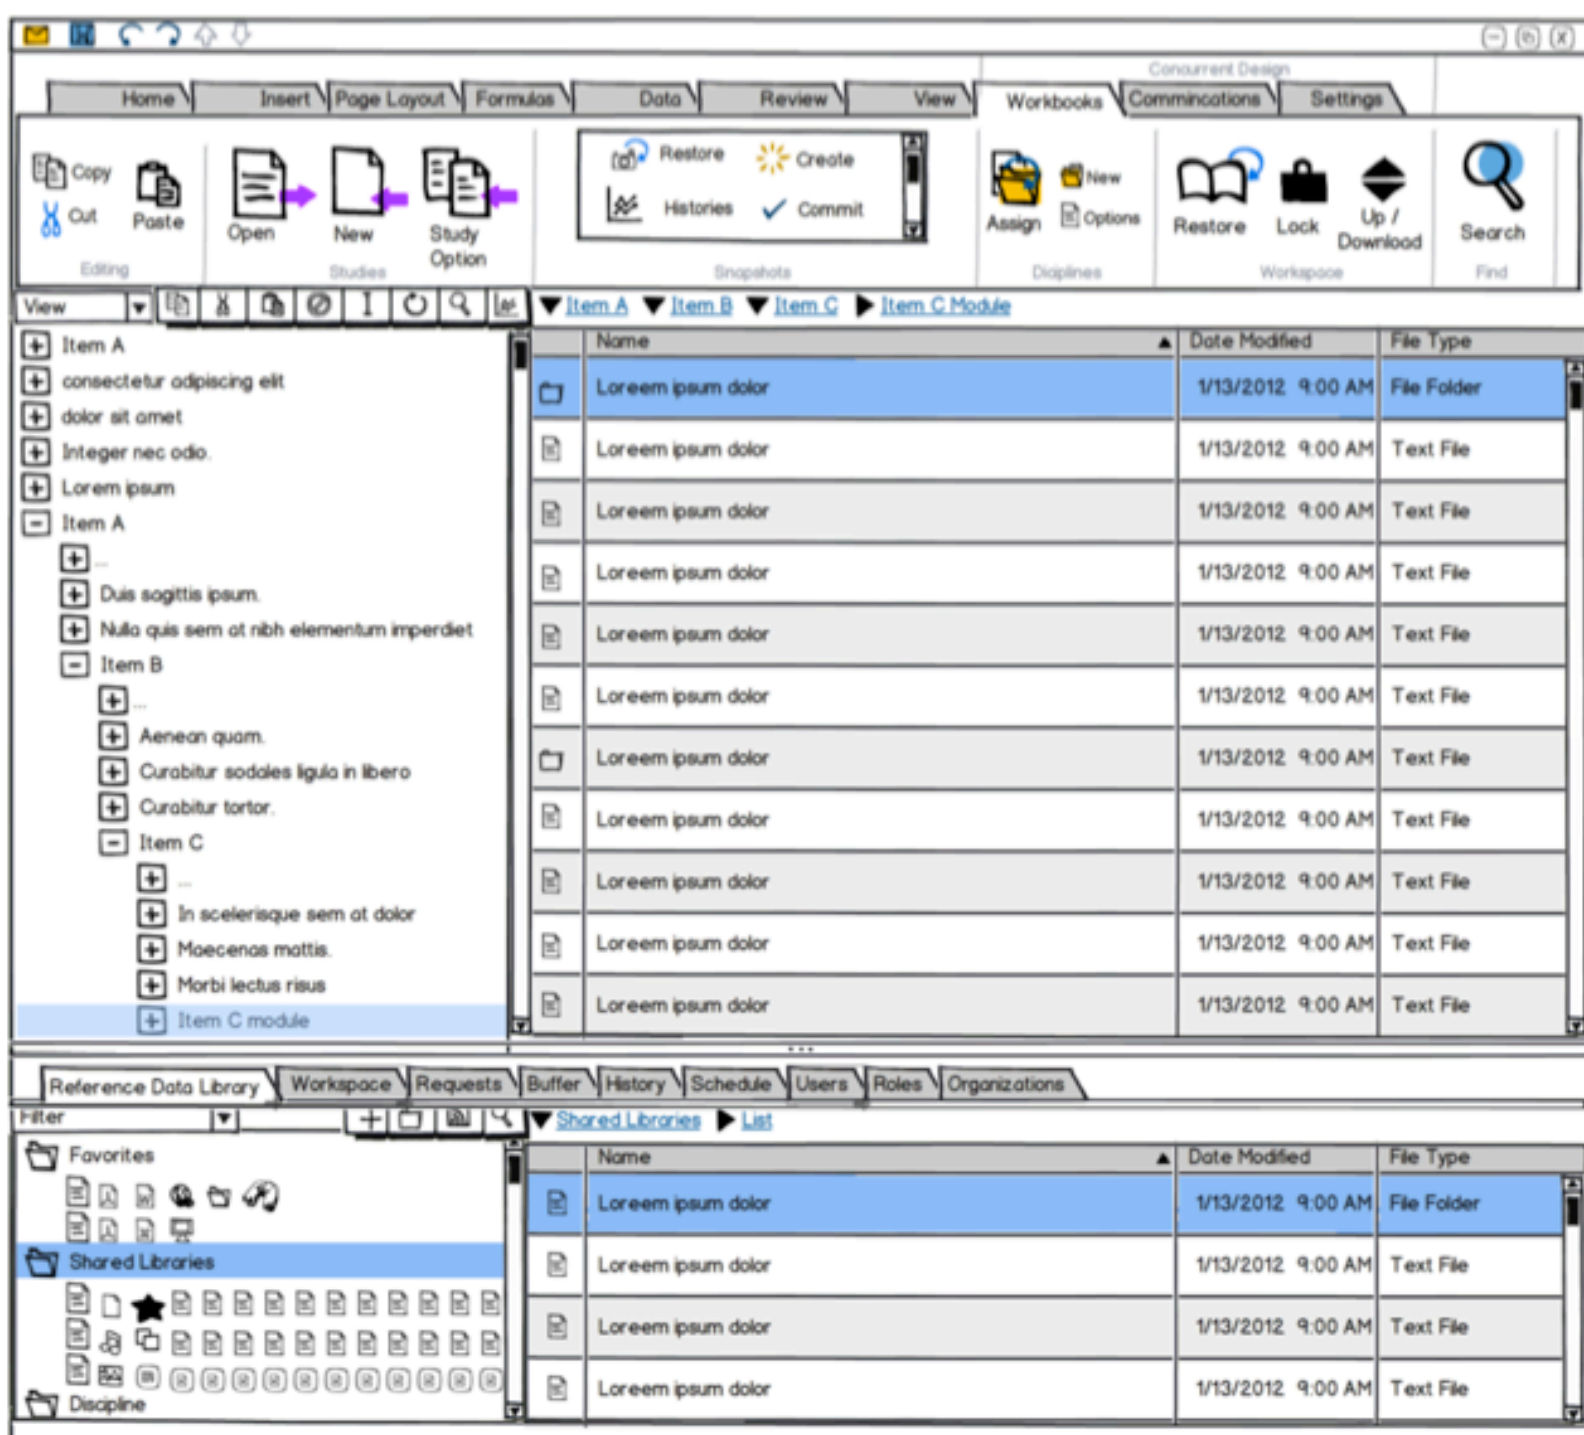 Concurrent Design
Home Insert Page Layout Formulas Data Review View Workbooks Commincations Settings
Copy
Cut
Paste
Editing
Open
New
Study Option
Studies
Restore Create
Histories Commit
Snapshots
Assign
New
Options
Diciplines
Restore
Lock
Up / Download
Workspace
Search
Find
View
Item A Item B Item C Item C Module
Item A
consectetur adipiscing elit
dolor sit amet
Integer nec odio.
Lorem ipsum
Item A
...
Duis sagittis ipsum.
Nulla quis sem at nibh elementum imperdiet
Item B
...
Aenean quam.
Curabitur sodales ligula in libero
Curabitur tortor.
Item C
...
In scelerisque sem at dolor
Maecenas mattis.
Morbi lectus risus
Item C module
Name Date Modified File Type
Loreem ipsum dolor 1/13/2012 9:00 AM File Folder
Loreem ipsum dolor 1/13/2012 9:00 AM Text File
Loreem ipsum dolor 1/13/2012 9:00 AM Text File
Loreem ipsum dolor 1/13/2012 9:00 AM Text File
Loreem ipsum dolor 1/13/2012 9:00 AM Text File
Loreem ipsum dolor 1/13/2012 9:00 AM Text File
Loreem ipsum dolor 1/13/2012 9:00 AM Text File
Loreem ipsum dolor 1/13/2012 9:00 AM Text File
Loreem ipsum dolor 1/13/2012 9:00 AM Text File
Loreem ipsum dolor 1/13/2012 9:00 AM Text File
Loreem ipsum dolor 1/13/2012 9:00 AM Text File
Reference Data Library Workspace Requests Buffer History Schedule Users Roles Organizations
Filter
Shared Libraries List
Favorites
Shared Libraries
Discipline
Name Date Modified File Type
Loreem ipsum dolor 1/13/2012 9:00 AM File Folder
Loreem ipsum dolor 1/13/2012 9:00 AM Text File
Loreem ipsum dolor 1/13/2012 9:00 AM Text File
Loreem ipsum dolor 1/13/2012 9:00 AM Text File